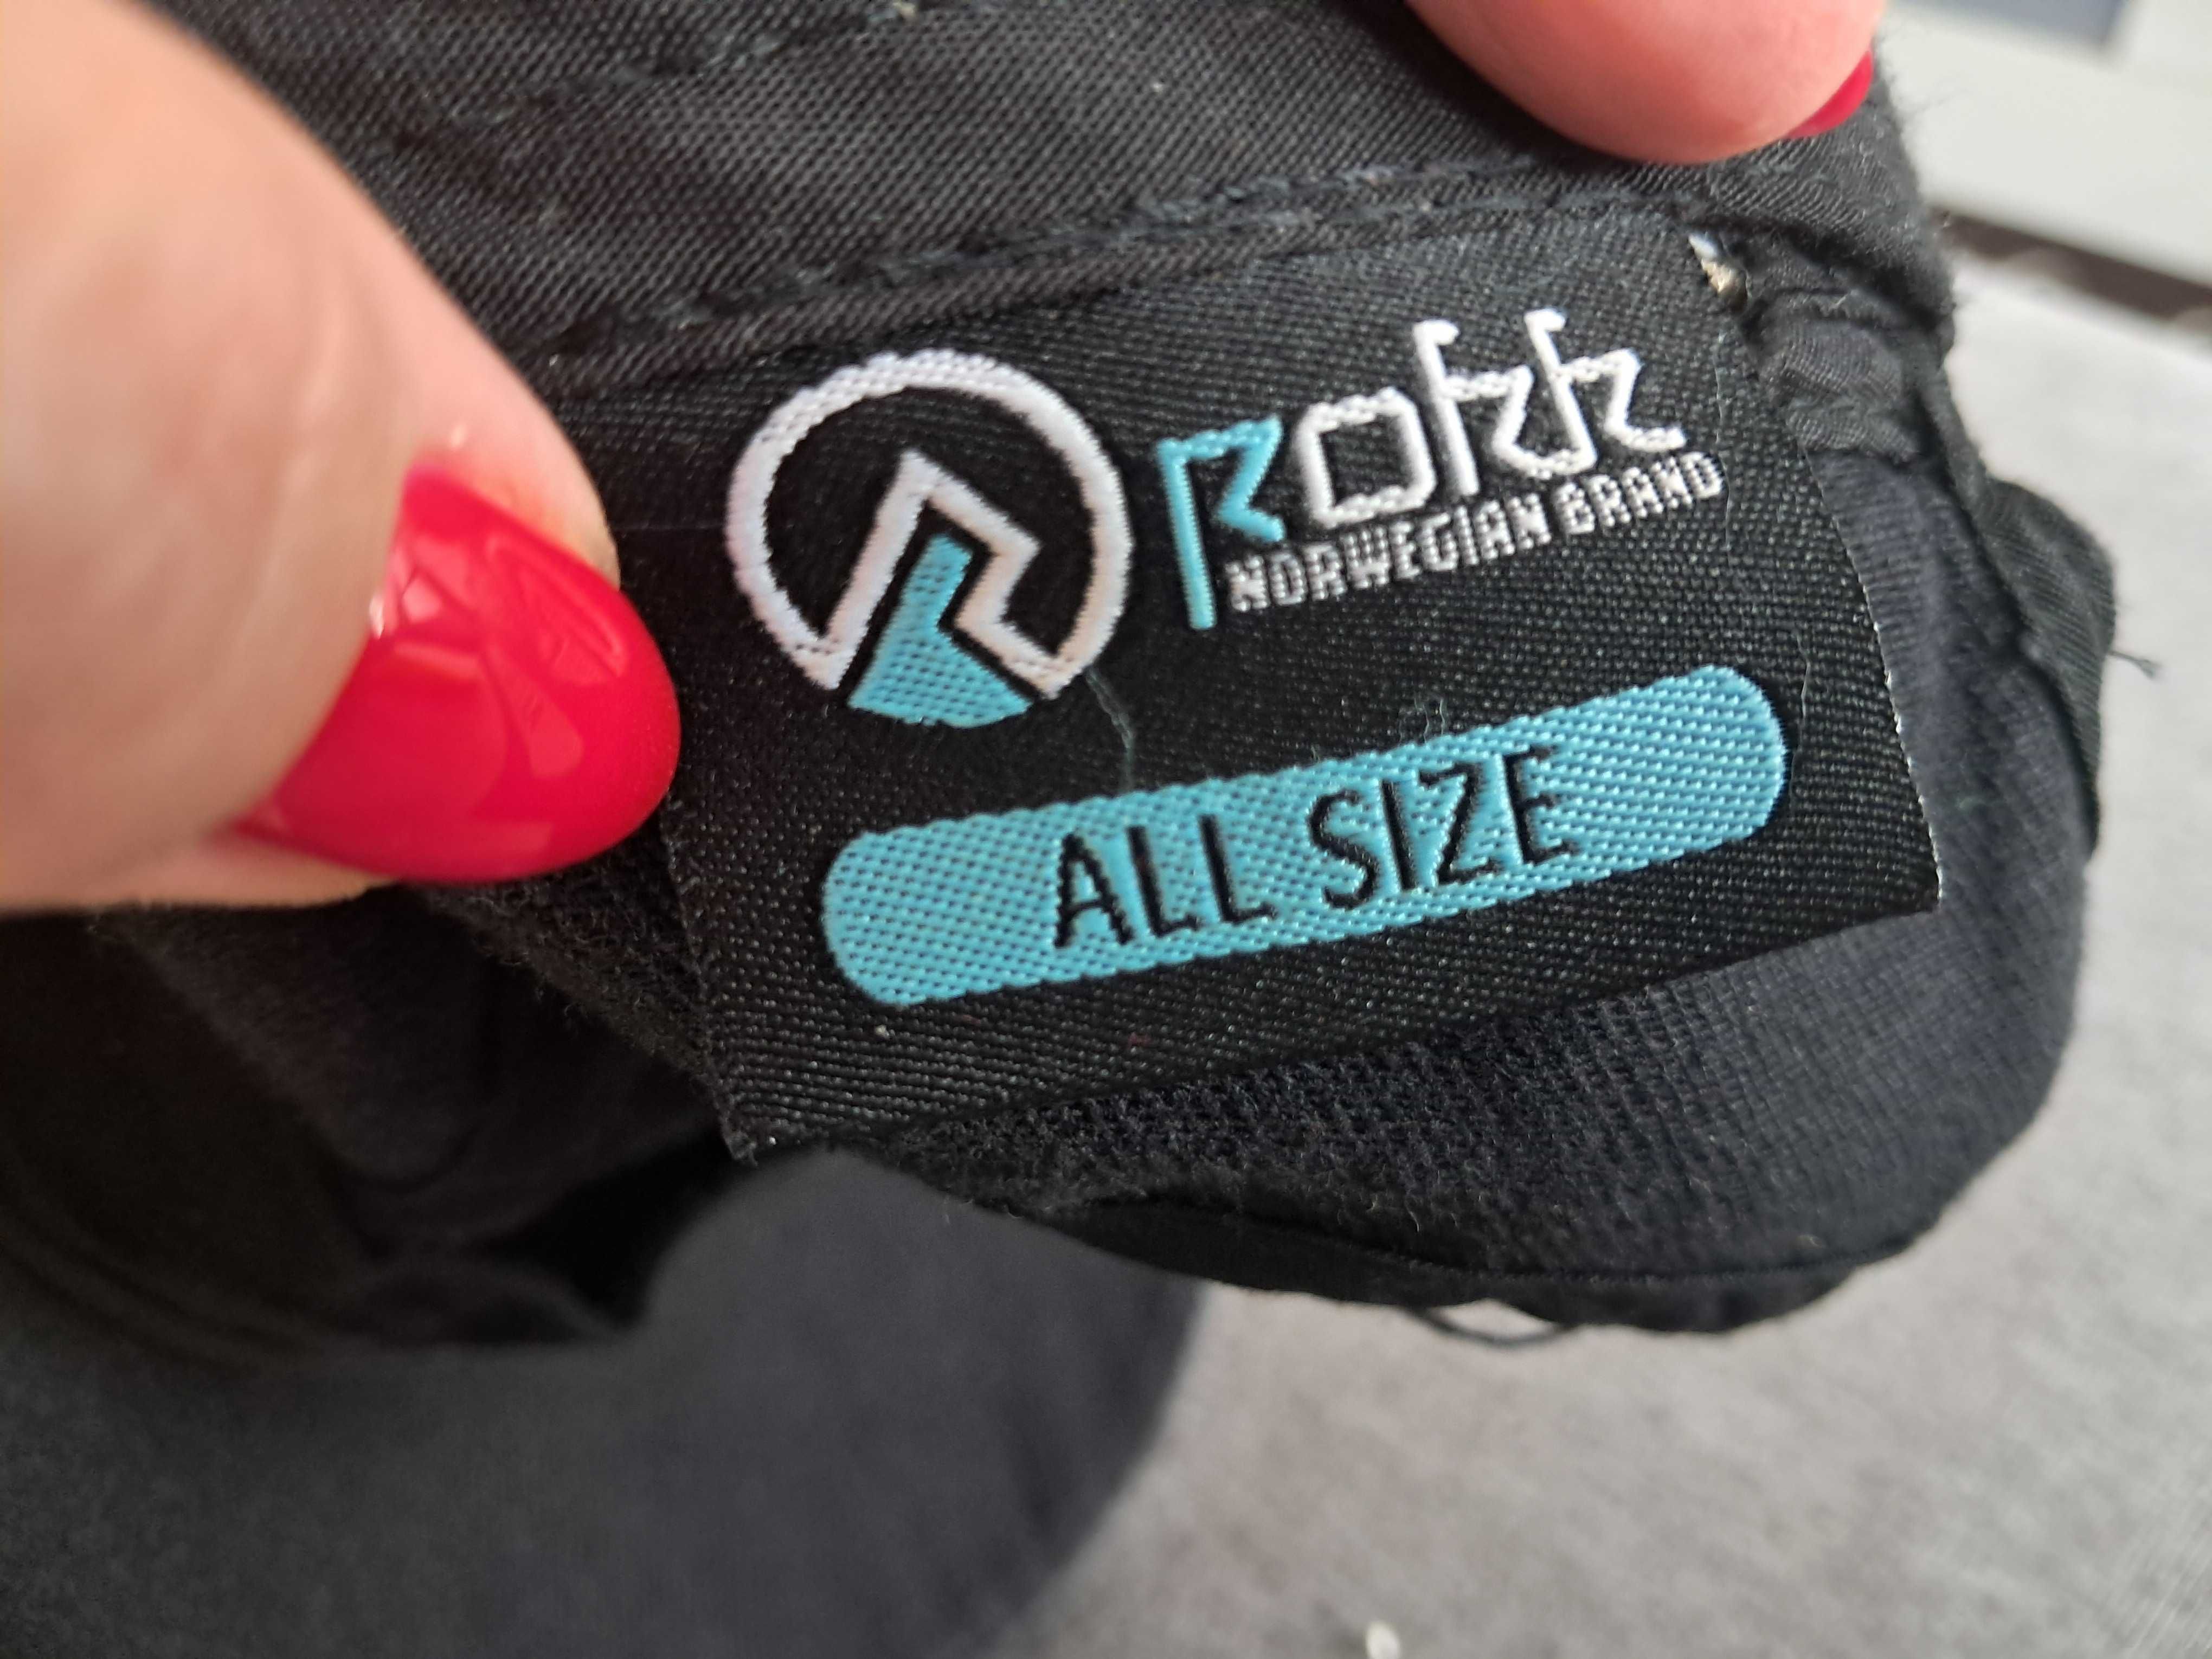 Rokk
NORWEGIAN BRAND
ALL SIZE